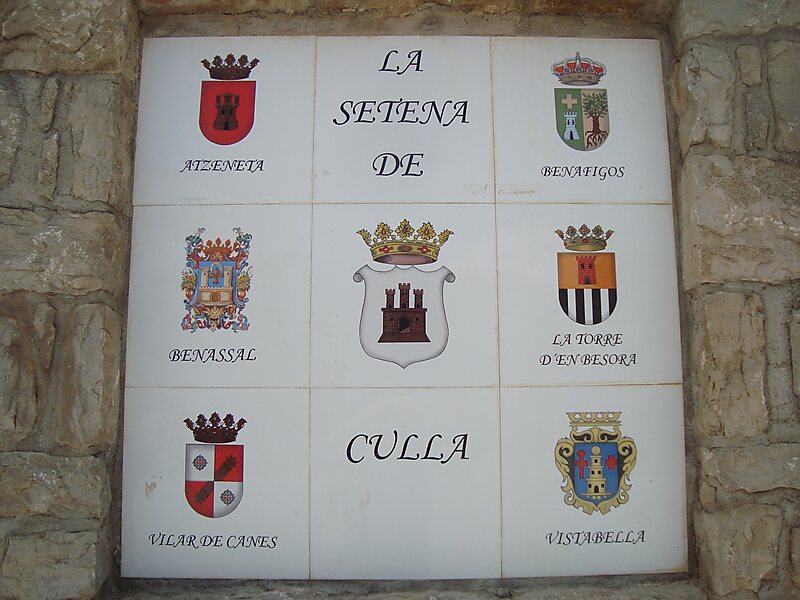 LA
SETENA
DE
ATZENETA
BENAFIGOS
BENASSAL
LA TORRE
D'EN BESORA
CULLA
VILAR DE CANES
VISTABELLA